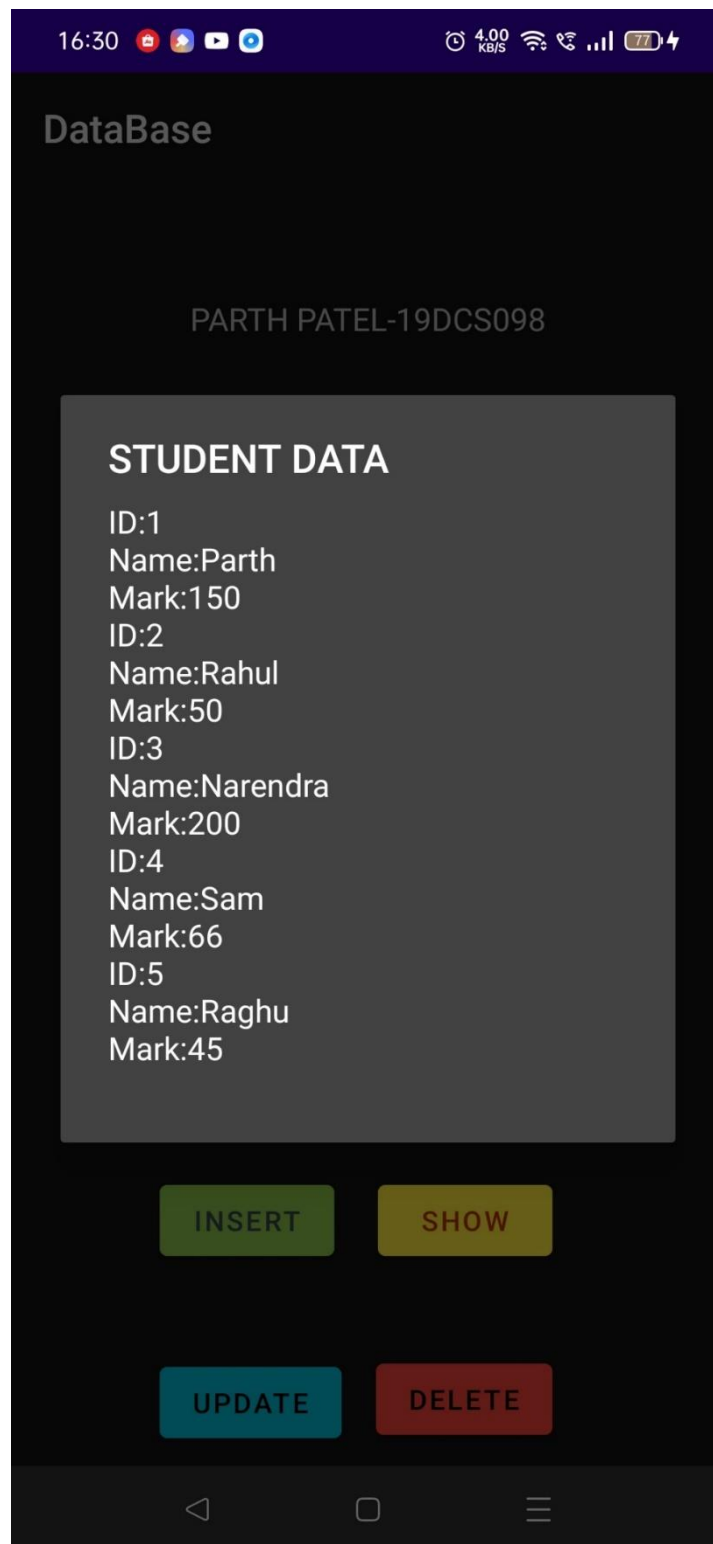 16:30 4.00 KB/S 77
DataBase
PARTH PATEL-19DCS098
STUDENT DATA
ID:1
Name:Parth
Mark:150
ID:2
Name:Rahul
Mark:50
ID:3
Name:Narendra
Mark:200
ID:4
Name:Sam
Mark:66
ID:5
Name:Raghu
Mark:45
INSERT SHOW
UPDATE DELETE